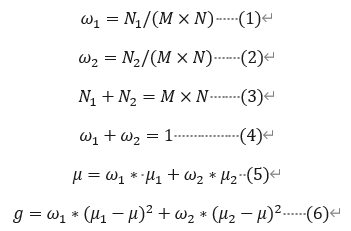 ω₁ = N₁/(M × N)······(1)↵
ω₂ = N₂/(M × N)·······(2)↵
N₁ + N₂ = M × N·······(3)↵
ω₁ + ω₂ = 1·················(4)↵
μ = ω₁ *··μ₁ + ω₂ * μ₂··(5)↵
g = ω₁ * (μ₁ − μ)² + ω₂ * (μ₂ − μ)²······(6)↵